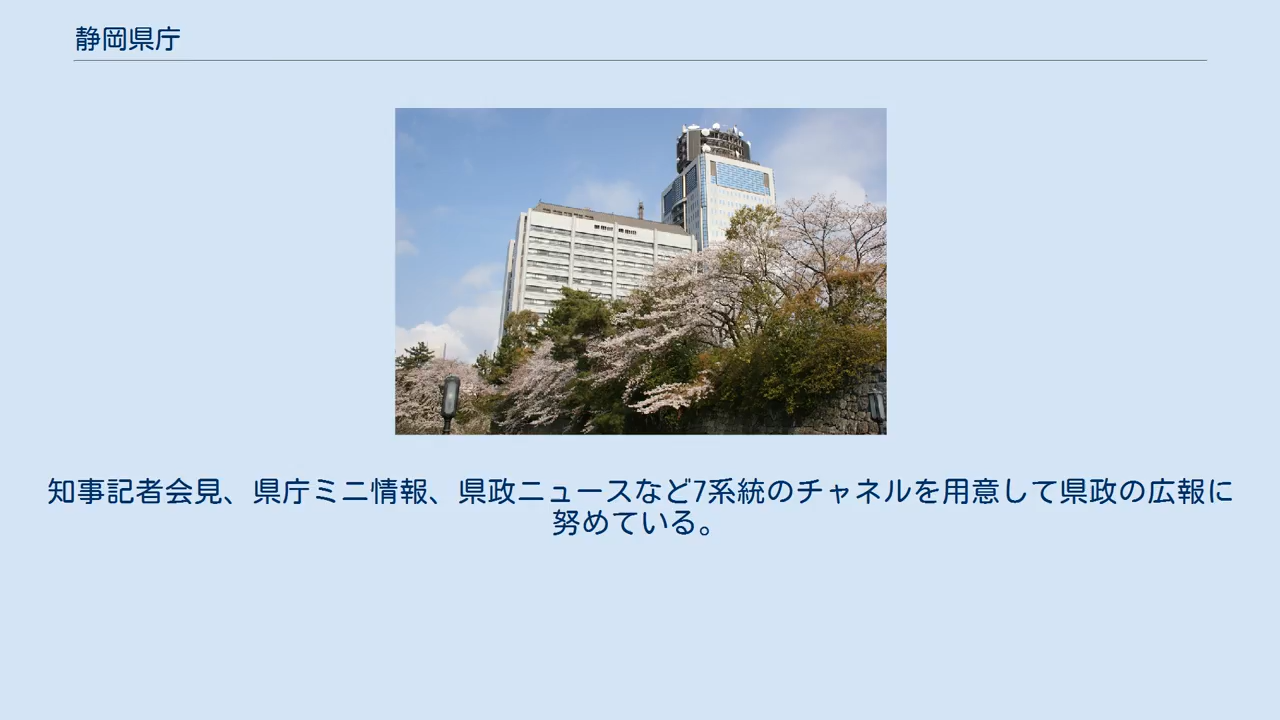 静岡県庁
知事記者会見、県庁ミニ情報、県政ニュースなど7系統のチャネルを用意して県政の広報に
努めている。